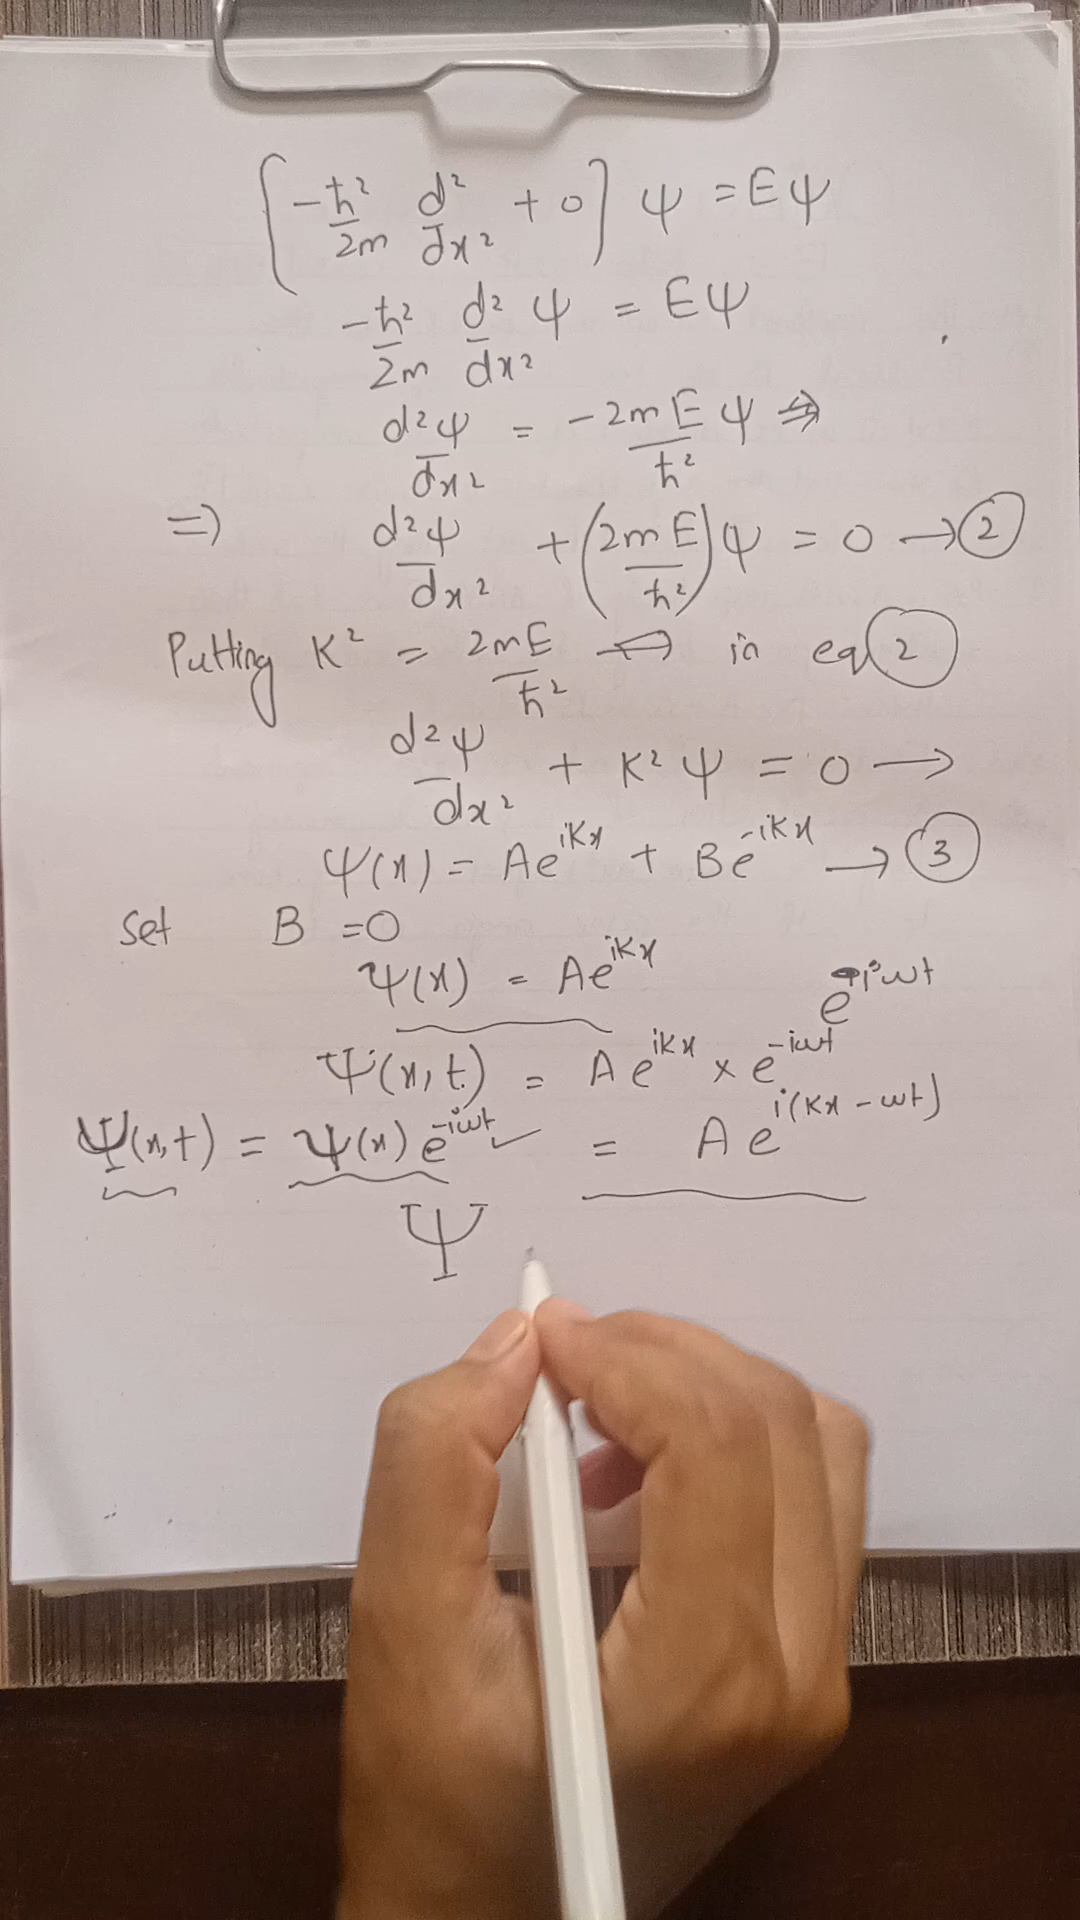 [-ħ²/2m d²/dx² + 0] ψ = Eψ
-ħ²/2m d²/dx² ψ = Eψ
d²ψ/dx² = -2mE/ħ² ψ ⇒
=) d²ψ/dx² + (2mE/ħ²) ψ = 0 → 2
Putting K² = 2mE/ħ² ⇔ in eq 2
d²ψ/dx² + K²ψ = 0 →
ψ(x) = Ae^{iKx} + Be^{-iKx} → 3
Set B = 0
ψ(x) = Ae^{iKx}
e^{-iωt}
Ψ(x,t) = Ae^{iKx} × e^{-iωt}
Ψ(x,t) = ψ(x) e^{-iωt} ✓ = Ae^{i(Kx - ωt)}
Ψ